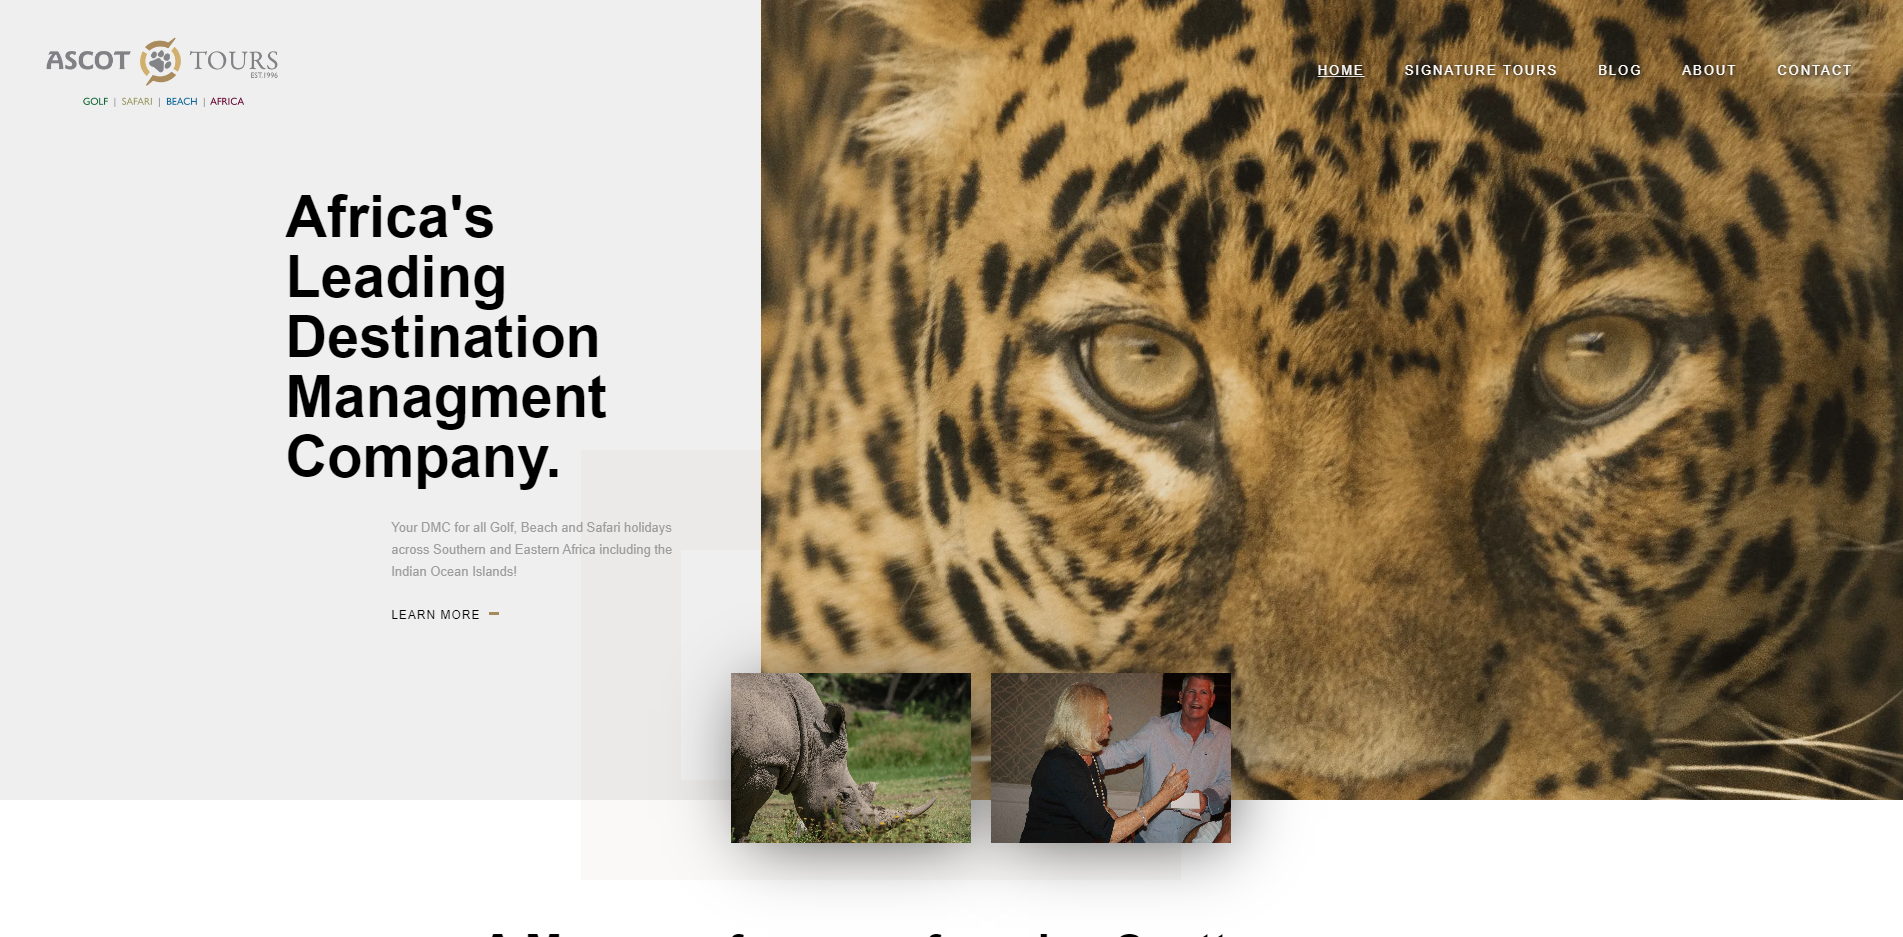 ASCOT TOURS
EST.1996
GOLF | SAFARI | BEACH | AFRICA
HOME SIGNATURE TOURS BLOG ABOUT CONTACT
Africa's
Leading
Destination
Managment
Company.
Your DMC for all Golf, Beach and Safari holidays
across Southern and Eastern Africa including the
Indian Ocean Islands!
LEARN MORE